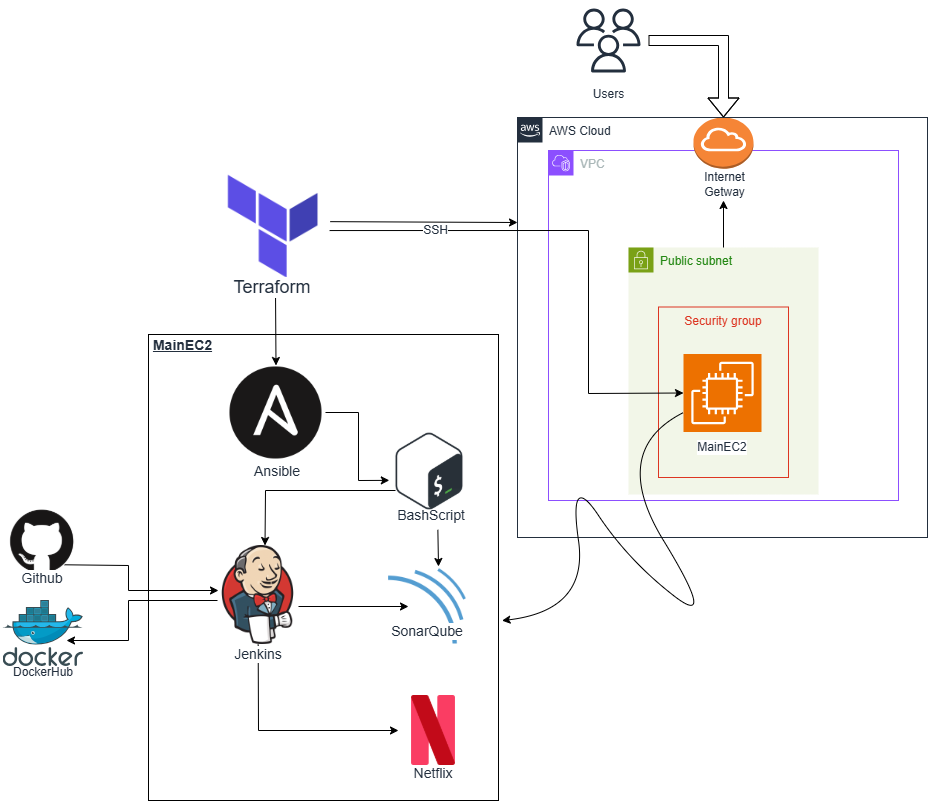 Users
aws
AWS Cloud
VPC
Internet
Getway
Terraform
SSH
Public subnet
Security group
MainEC2
MainEC2
Ansible
$_
BashScript
Github
docker
DockerHub
Jenkins
SonarQube
Netflix